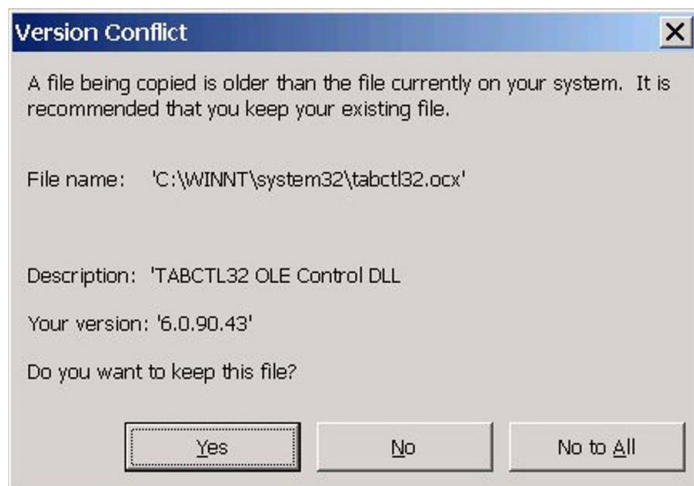 Version Conflict
A file being copied is older than the file currently on your system. It is
recommended that you keep your existing file.
File name: 'C:\WINNT\system32\tabctl32.ocx'
Description: 'TABCTL32 OLE Control DLL
Your version: '6.0.90.43'
Do you want to keep this file?
Yes No No to All